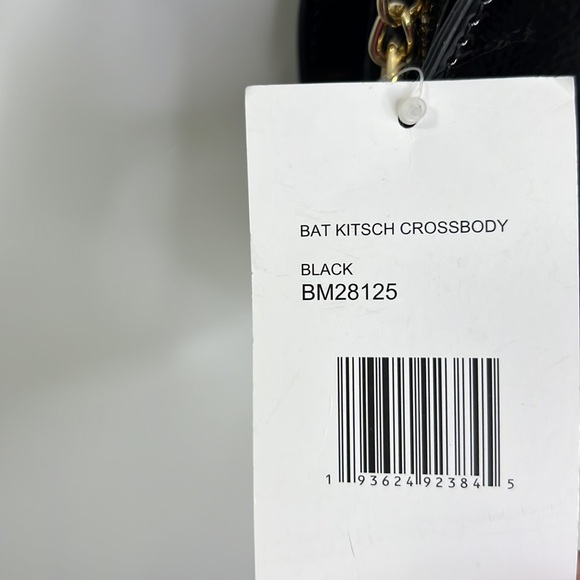 BAT KITSCH CROSSBODY
BLACK
BM28125
1 93624 92384 5